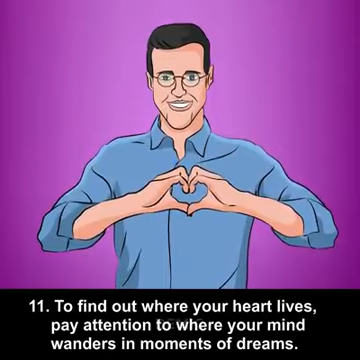 11. To find out where your heart lives,
pay attention to where your mind
wanders in moments of dreams.